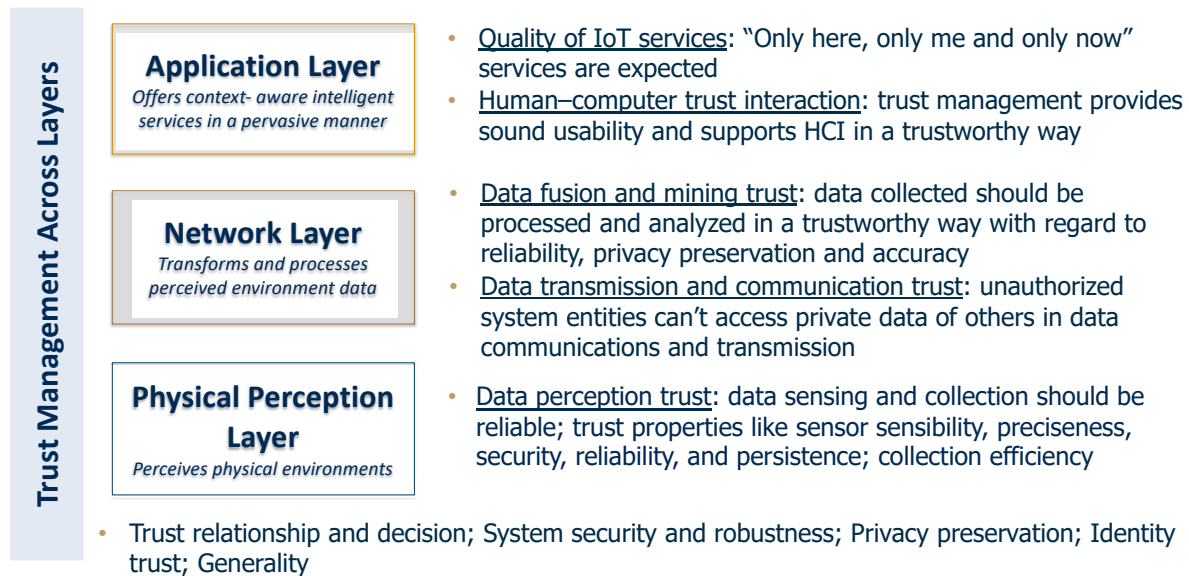 Trust Management Across Layers
Application Layer
Offers context- aware intelligent
services in a pervasive manner
• Quality of IoT services: “Only here, only me and only now”
services are expected
• Human–computer trust interaction: trust management provides
sound usability and supports HCI in a trustworthy way
Network Layer
Transforms and processes
perceived environment data
• Data fusion and mining trust: data collected should be
processed and analyzed in a trustworthy way with regard to
reliability, privacy preservation and accuracy
• Data transmission and communication trust: unauthorized
system entities can’t access private data of others in data
communications and transmission
Physical Perception
Layer
Perceives physical environments
• Data perception trust: data sensing and collection should be
reliable; trust properties like sensor sensibility, preciseness,
security, reliability, and persistence; collection efficiency
• Trust relationship and decision; System security and robustness; Privacy preservation; Identity
trust; Generality